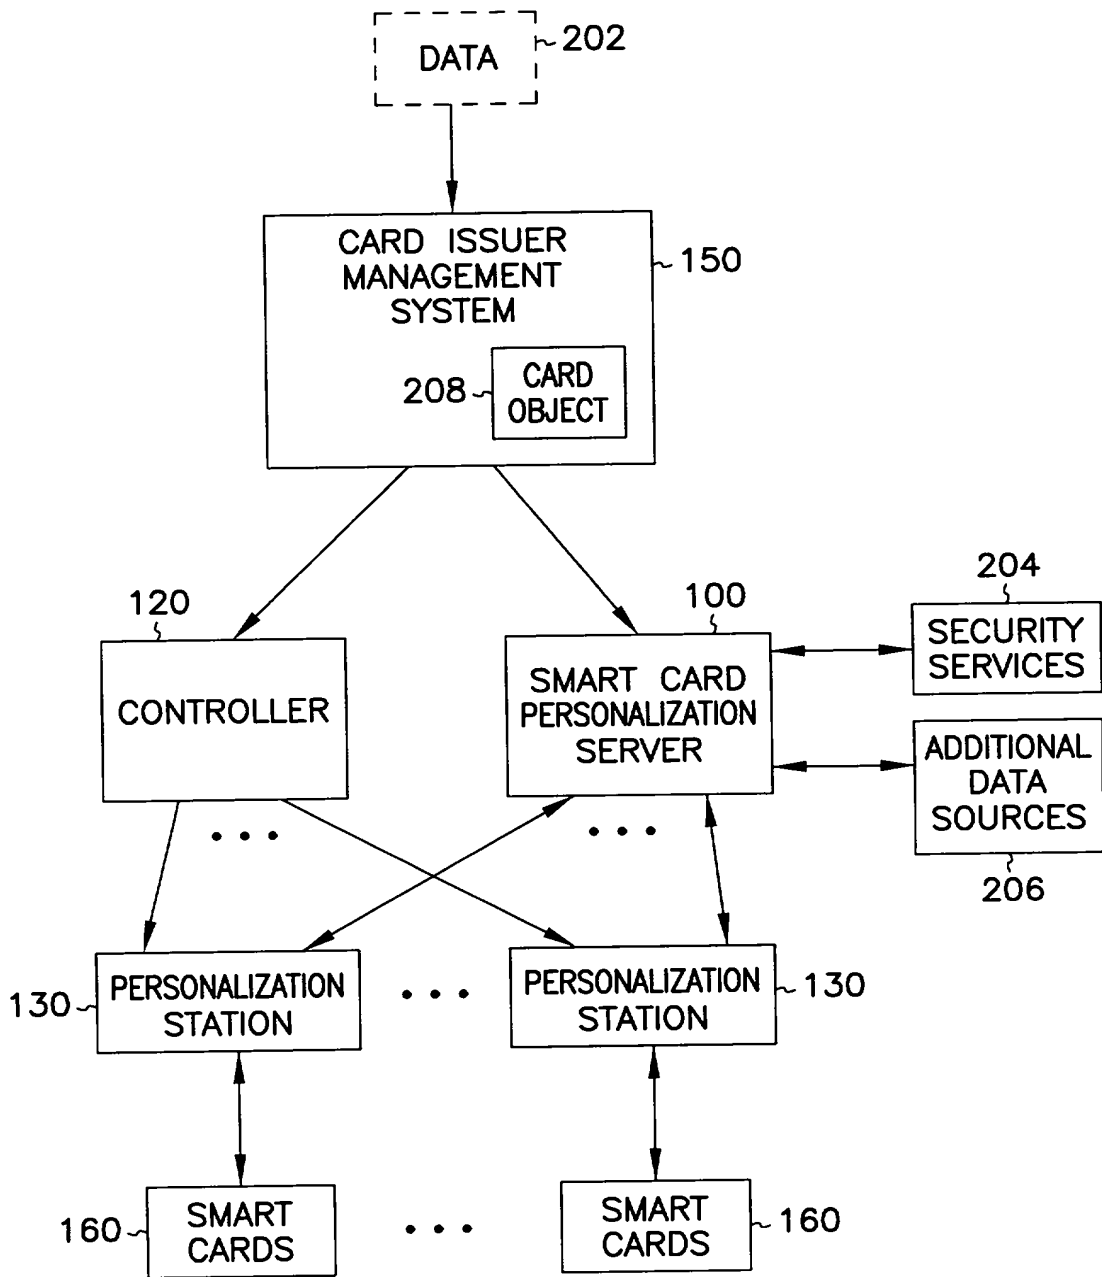 DATA
202
CARD ISSUER
MANAGEMENT
SYSTEM
150
208
CARD
OBJECT
120
100
204
CONTROLLER
SMART CARD
PERSONALIZATION
SERVER
SECURITY
SERVICES
ADDITIONAL
DATA
SOURCES
206
130
PERSONALIZATION
STATION
PERSONALIZATION
STATION
130
160
SMART
CARDS
SMART
CARDS
160